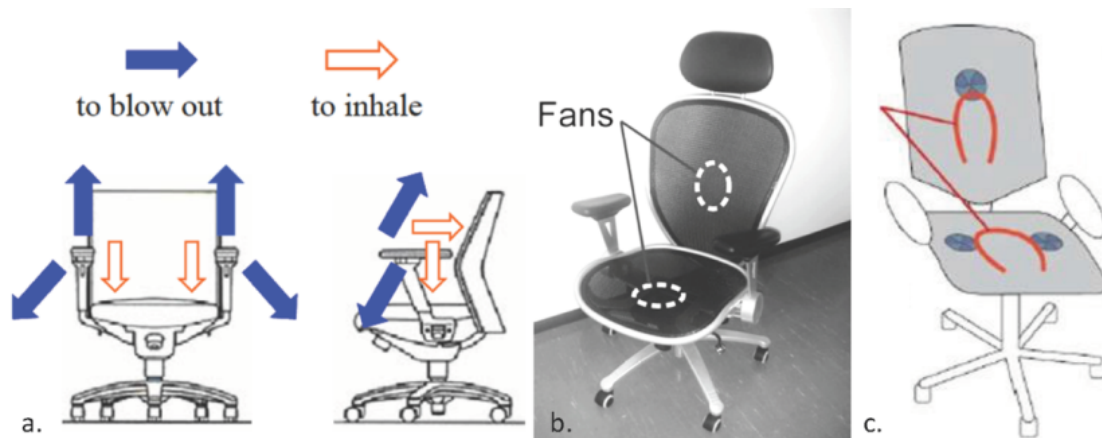 to blow out
to inhale
Fans
a.
b.
c.